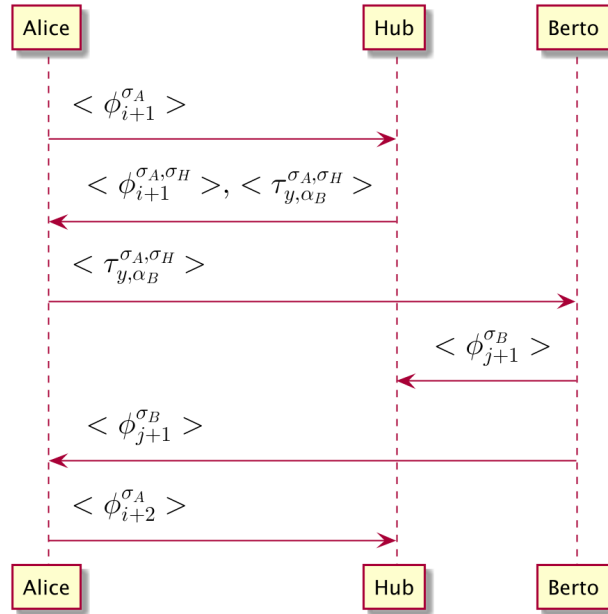 Alice Hub Berto
< ϕ_{i+1}^{σ_A} >
< ϕ_{i+1}^{σ_A,σ_H} >, < τ_{y,α_B}^{σ_A,σ_H} >
< τ_{y,α_B}^{σ_A,σ_H} >
< ϕ_{j+1}^{σ_B} >
< ϕ_{j+1}^{σ_B} >
< ϕ_{i+2}^{σ_A} >
Alice Hub Berto